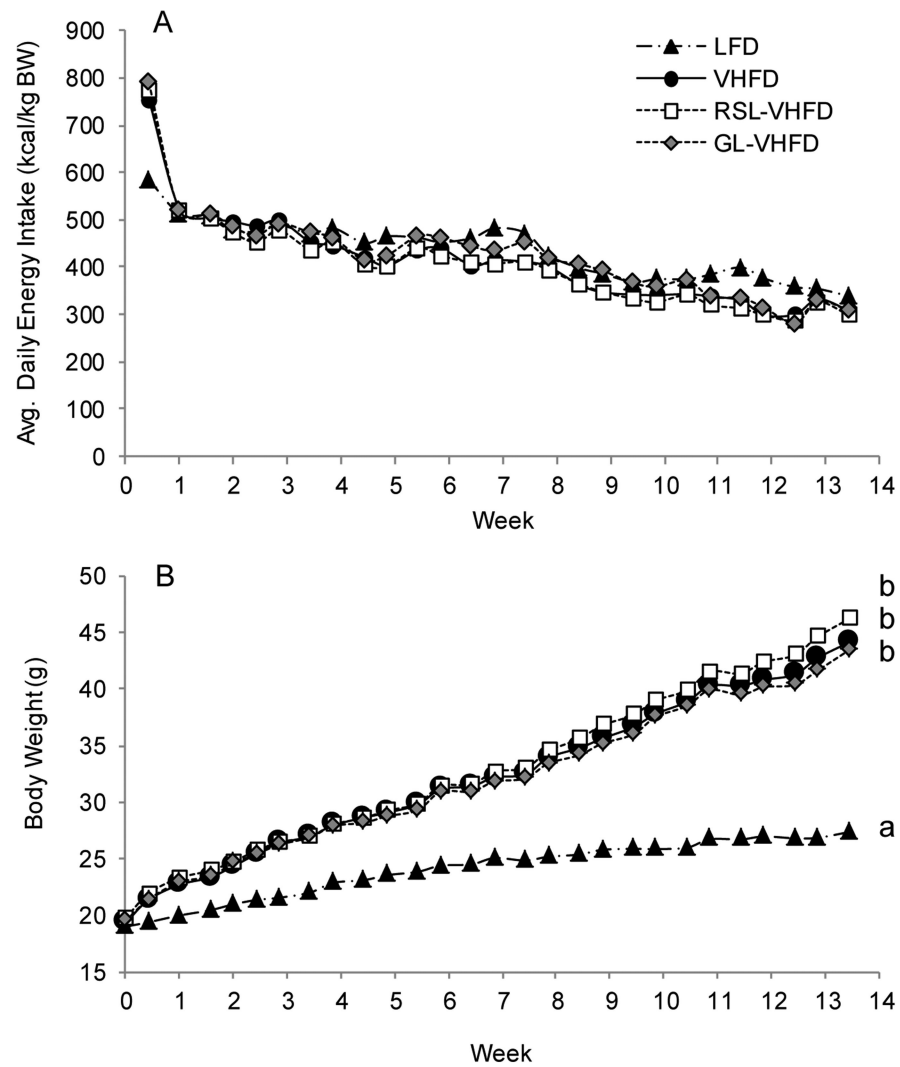 A
900
800
700
600
500
400
300
200
100
0
Avg. Daily Energy Intake (kcal/kg BW)
LFD
VHFD
RSL-VHFD
GL-VHFD
0 1 2 3 4 5 6 7 8 9 10 11 12 13 14
Week
B
50
45
40
35
30
25
20
15
Body Weight (g)
b
b
b
a
0 1 2 3 4 5 6 7 8 9 10 11 12 13 14
Week